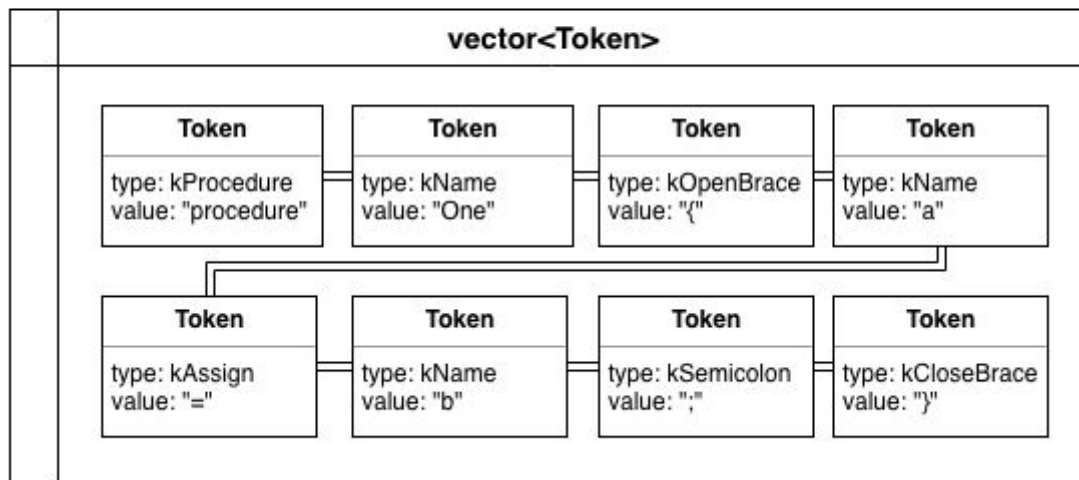 vector<Token>
Token
type: kProcedure
value: "procedure"
Token
type: kName
value: "One"
Token
type: kOpenBrace
value: "{"
Token
type: kName
value: "a"
Token
type: kAssign
value: "="
Token
type: kName
value: "b"
Token
type: kSemicolon
value: ";"
Token
type: kCloseBrace
value: "}"